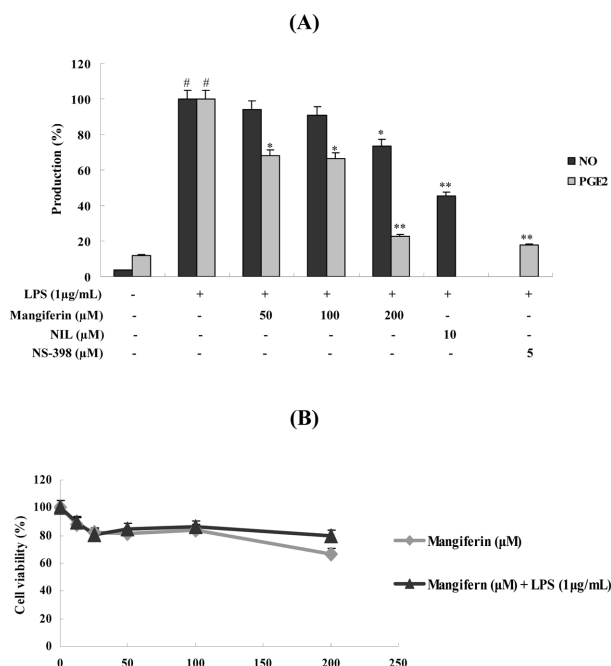 (A)
120
100
80
60
40
20
0
Production (%)
# #
*
*
*
**
**
**
NO
PGE2
LPS (1µg/mL) - + + + + + +
Mangiferin (µM) - - 50 100 200 - -
NIL (µM) - - - - - 10 -
NS-398 (µM) - - - - - - 5
(B)
120
100
80
60
40
20
0
Cell viability (%)
0 50 100 150 200 250
Mangiferin (µM)
Mangifern (µM) + LPS (1µg/mL)